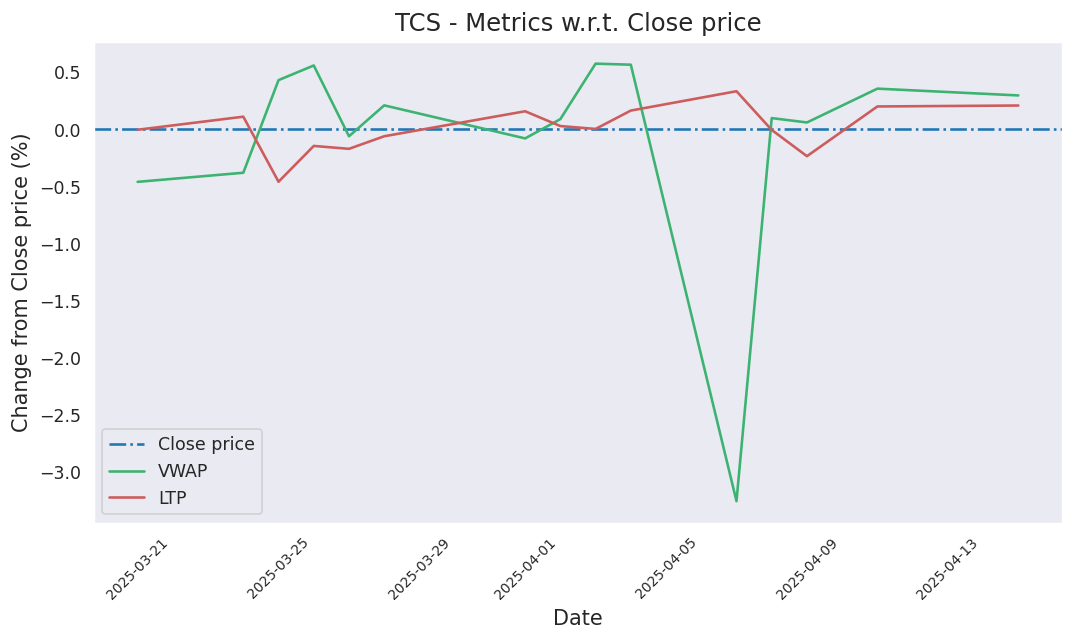 TCS - Metrics w.r.t. Close price
Change from Close price (%)
0.5
0.0
−0.5
−1.0
−1.5
−2.0
−2.5
−3.0
Close price
VWAP
LTP
2025-03-21
2025-03-25
2025-03-29
2025-04-01
2025-04-05
2025-04-09
2025-04-13
Date